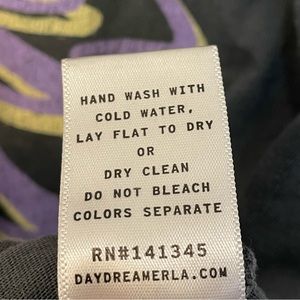 HAND WASH WITH
COLD WATER,
LAY FLAT TO DRY
OR
DRY CLEAN
DO NOT BLEACH
COLORS SEPARATE
RN#141345
DAYDREAMERLA.COM